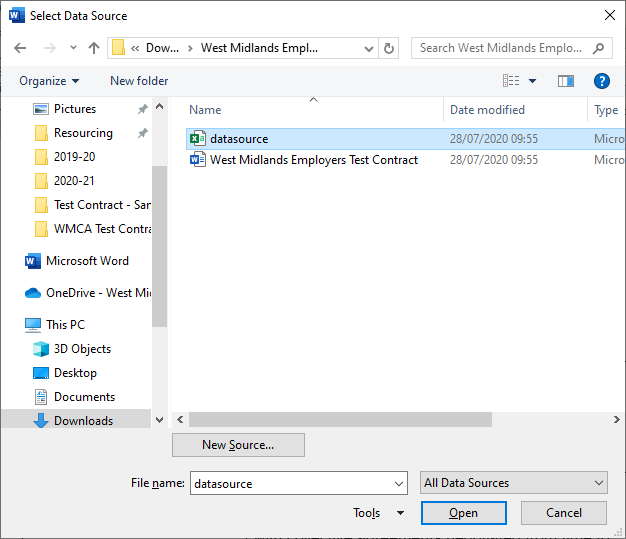 Select Data Source
« Dow... > West Midlands Empl...
Search West Midlands Emplo...
Organize New folder
Name Date modified Type
Pictures
Resourcing
2019-20
2020-21
Test Contract - San
WMCA Test Contra
Microsoft Word
OneDrive - West Mi
This PC
3D Objects
Desktop
Documents
Downloads
datasource 28/07/2020 09:55 Micro
West Midlands Employers Test Contract 28/07/2020 09:55 Micro
New Source...
File name: datasource All Data Sources
Tools Open Cancel